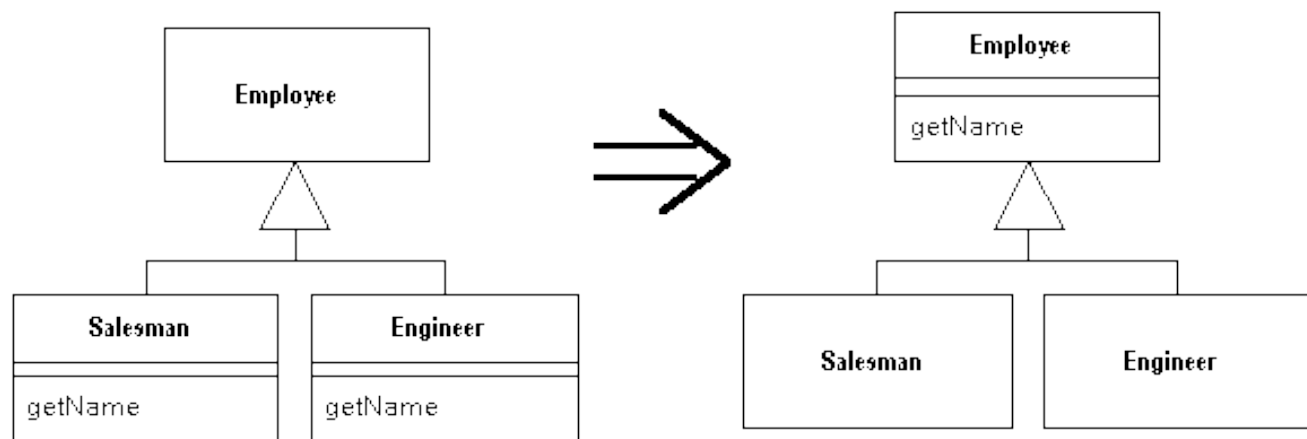 Employee
Salesman
getName
Engineer
getName
Employee
getName
Salesman
Engineer